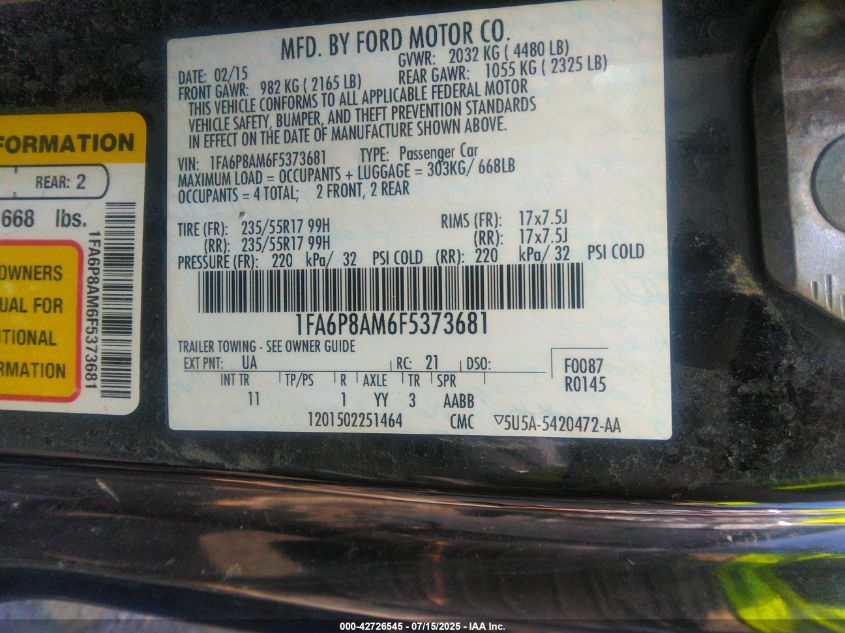 MFD. BY FORD MOTOR CO.
DATE: 02/15
GVWR: 2032 KG ( 4480 LB)
FRONT GAWR: 982 KG ( 2165 LB)
REAR GAWR: 1055 KG ( 2325 LB)
THIS VEHICLE CONFORMS TO ALL APPLICABLE FEDERAL MOTOR
VEHICLE SAFETY, BUMPER, AND THEFT PREVENTION STANDARDS
IN EFFECT ON THE DATE OF MANUFACTURE SHOWN ABOVE.
VIN: 1FA6P8AM6F5373681 TYPE: Passenger Car
MAXIMUM LOAD = OCCUPANTS + LUGGAGE = 303KG/ 668LB
OCCUPANTS = 4 TOTAL; 2 FRONT, 2 REAR
TIRE (FR): 235/55R17 99H RIMS (FR): 17x7.5J
(RR): 235/55R17 99H (RR): 17x7.5J
PRESSURE (FR): 220 kPa/ 32 PSI COLD (RR): 220 kPa/ 32 PSI COLD
1FA6P8AM6F5373681
TRAILER TOWING - SEE OWNER GUIDE
EXT PNT: UA RC: 21 DSO:
F0087
R0145
INT TR TP/PS R AXLE TR SPR
11 1 YY 3 AABB
1201502251464 CMC ▽5U5A-5420472-AA
FORMATION
REAR: 2
668 lbs.
OWNERS
UAL FOR
ITIONAL
RMATION
1FA6P8AM6F5373681
000-42726545 - 07/15/2025 - IAA Inc.